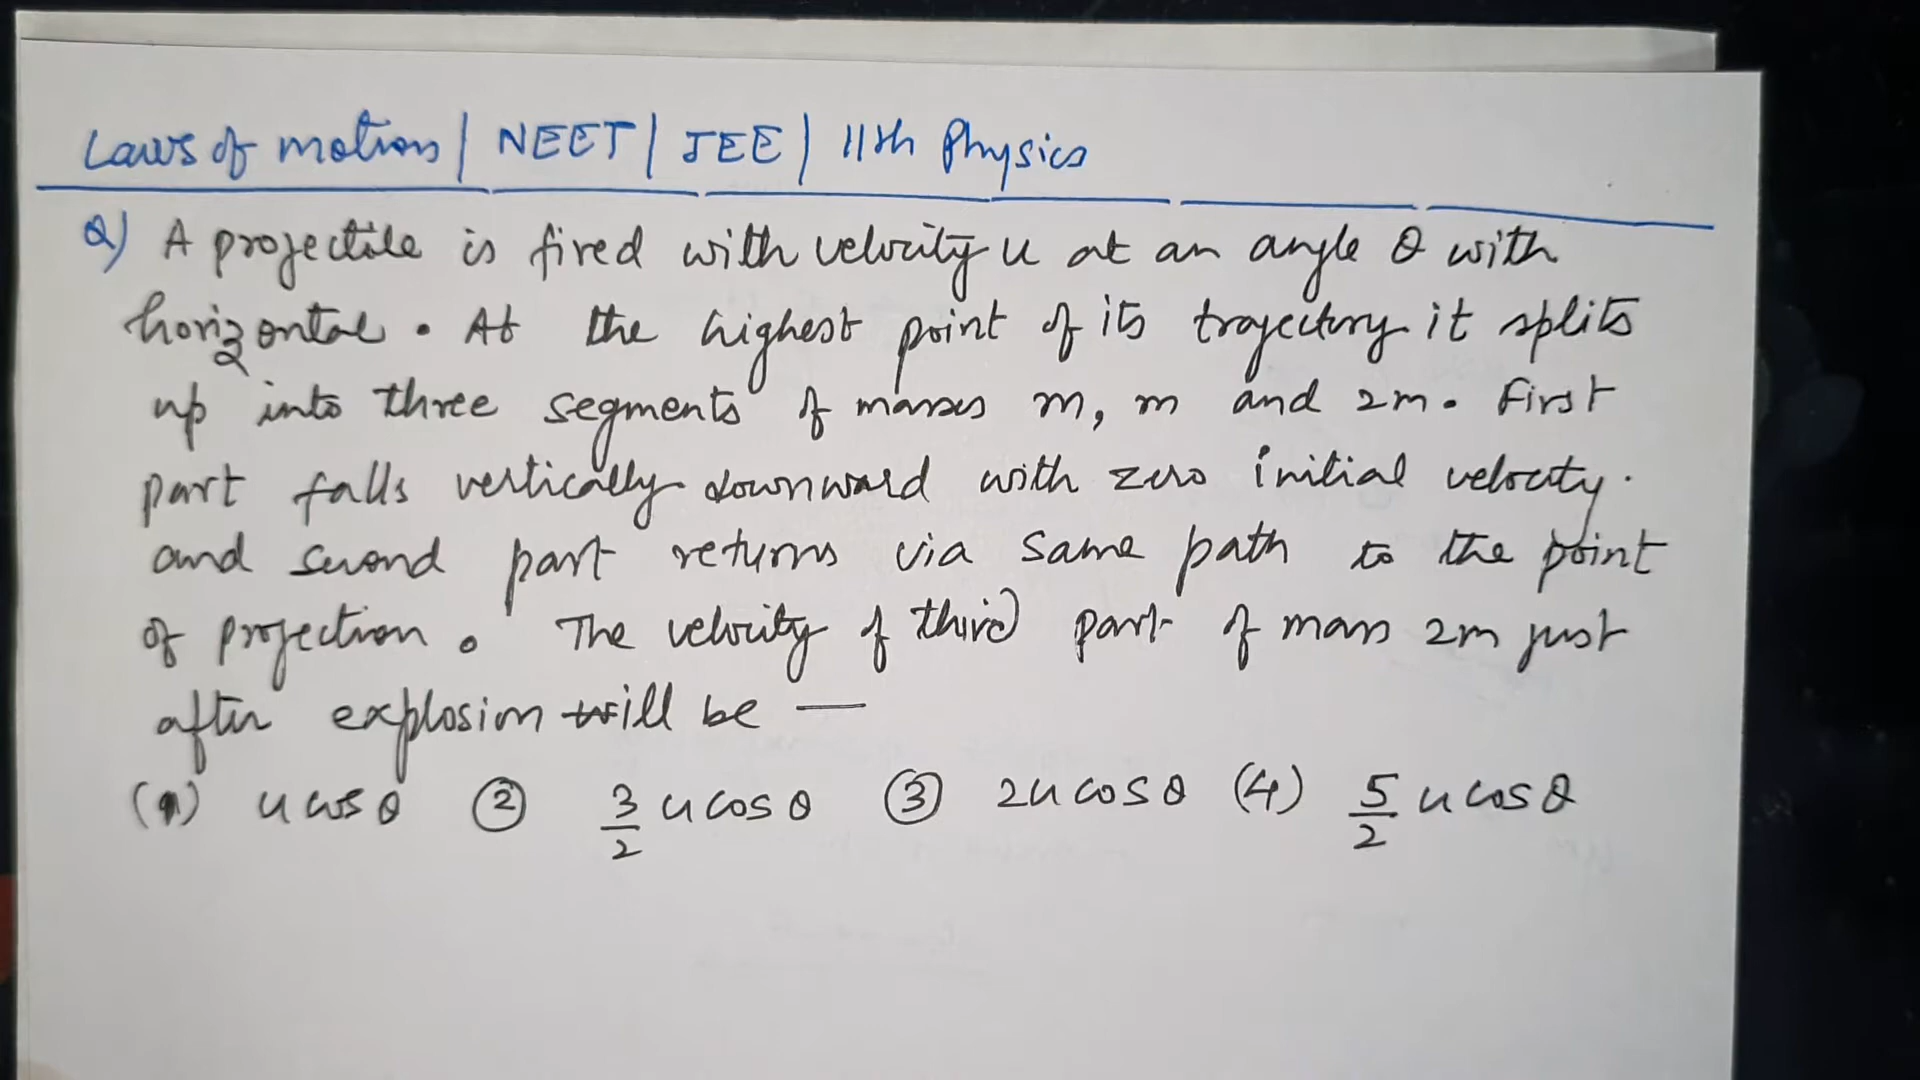 Laws of motion | NEET | JEE | 11th Physics
Q) A projectile is fired with velocity u at an angle θ with
horizontal. At the highest point of its trajectory it splits
up into three segments of masses m, m and 2m. First
part falls vertically downward with zero initial velocity.
and second part returns via same path to the point
of projection. The velocity of third part of mass 2m just
after explosion will be —
(1) u cos θ ② 3/2 u cos θ ③ 2u cos θ (4) 5/2 u cos θ